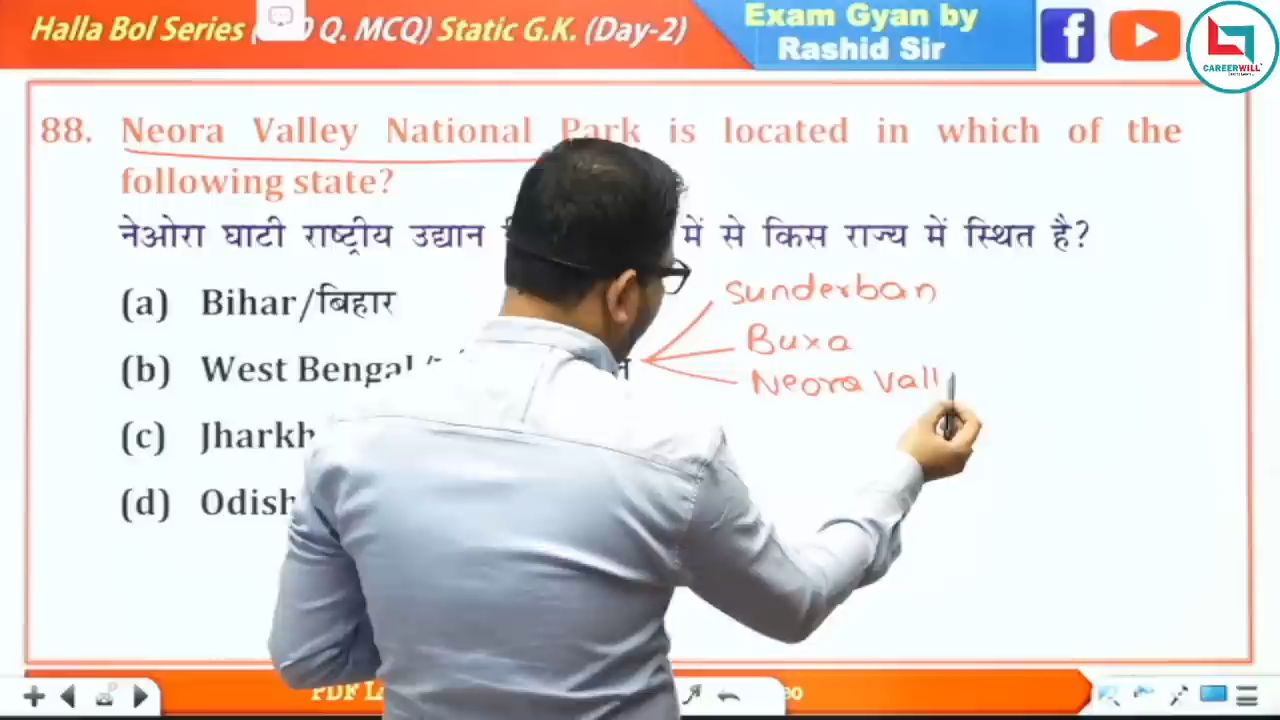 Halla Bol Series Q. MCQ) Static G.K. (Day-2)
Exam Gyan by
Rashid Sir
CAREERWILL
88. Neora Valley National Park is located in which of the
following state?
नेओरा घाटी राष्ट्रीय उद्यान में से किस राज्य में स्थित है?
(a) Bihar/बिहार
(b) West Bengal
(c) Jharkh
(d) Odish
Sunderban
Buxa
Neora Vall
PDF